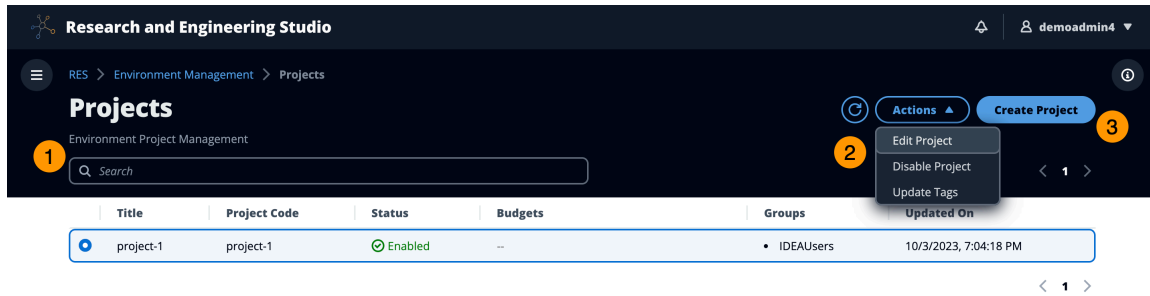 Research and Engineering Studio
demoadmin4
RES > Environment Management > Projects
Projects
Actions
Create Project
3
Environment Project Management
1
2
Edit Project
Search
Disable Project
< 1 >
Update Tags
Title Project Code Status Budgets Groups Updated On
project-1 project-1 Enabled -- • IDEAUsers 10/3/2023, 7:04:18 PM
< 1 >